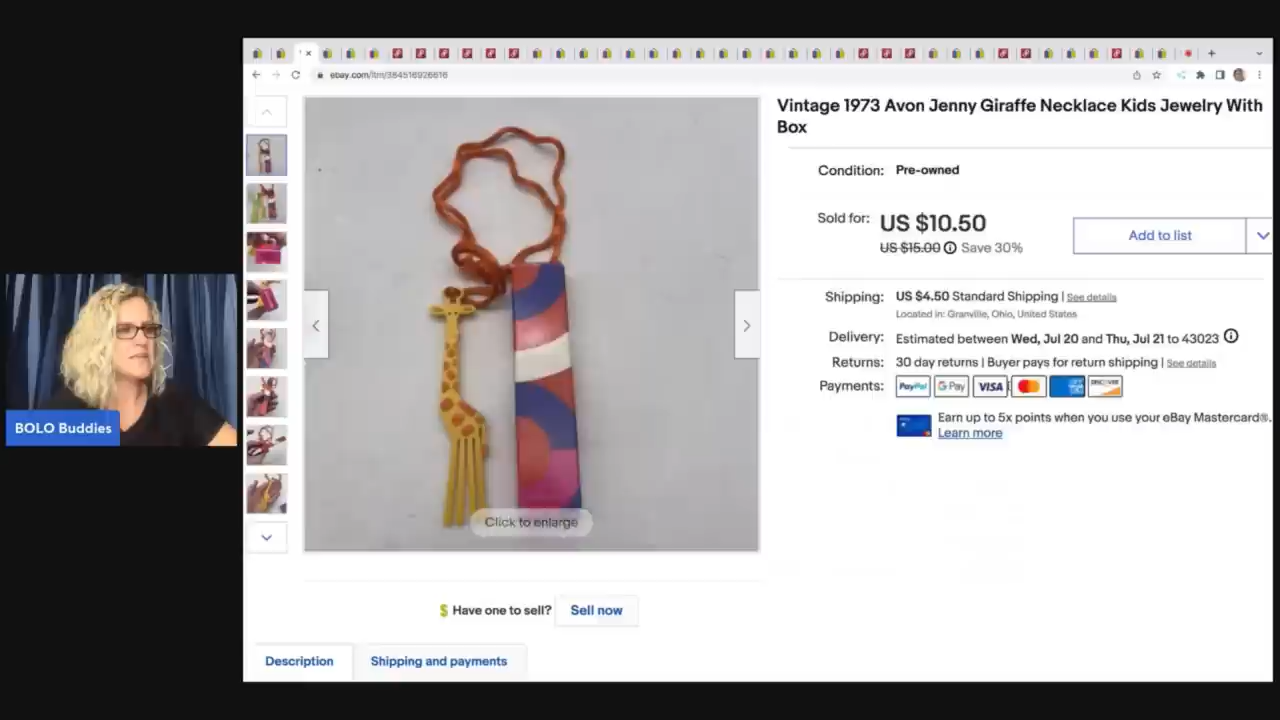 ebay.com/itm/384516926616
Vintage 1973 Avon Jenny Giraffe Necklace Kids Jewelry With
Box
Condition: Pre-owned
Sold for: US $10.50
US $15.00 Save 30%
Add to list
Shipping: US $4.50 Standard Shipping | See details
Located in: Granville, Ohio, United States
Delivery: Estimated between Wed, Jul 20 and Thu, Jul 21 to 43023
Returns: 30 day returns | Buyer pays for return shipping | See details
Payments: PayPal G Pay VISA DISCOVER
Earn up to 5x points when you use your eBay Mastercard®.
Learn more
BOLO Buddies
Click to enlarge
$ Have one to sell? Sell now
Description Shipping and payments